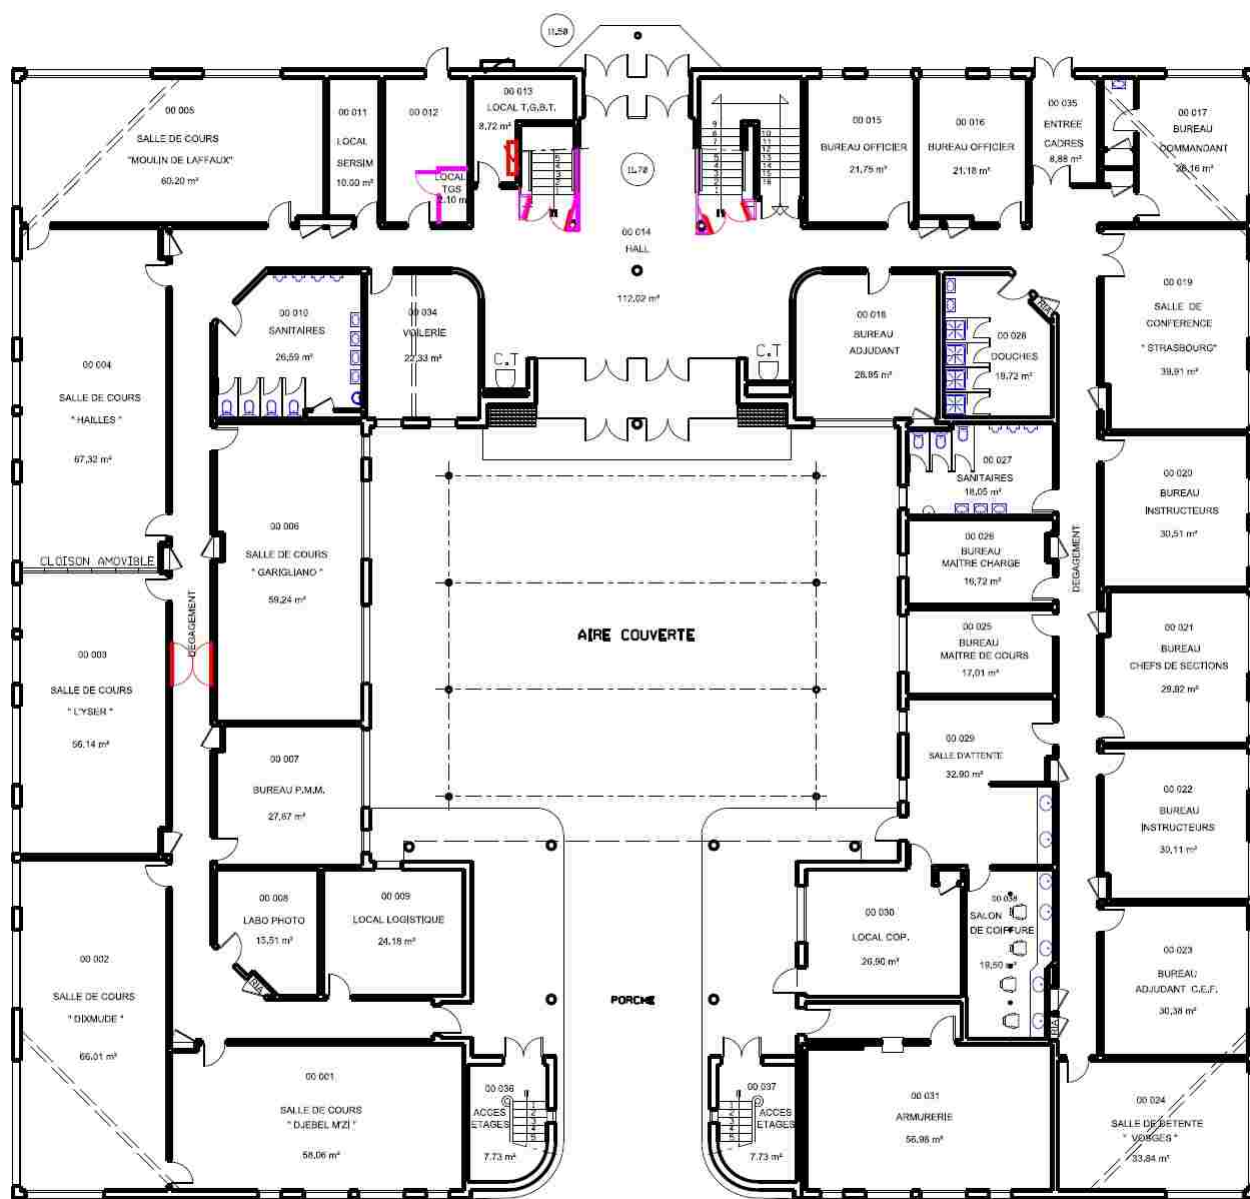 11.50
00 005
SALLE DE COURS
"MOULIN DE LAFFAUX"
60.20 m²
00 011
LOCAL
SERSIM
10.60 m²
00 012
LOCAL
TGS
2.10 m
00 013
LOCAL T.G.B.T.
8,72 m²
11.70
00 014
HALL
112,02 m²
00 015
BUREAU OFFICIER
21,75 m²
00 016
BUREAU OFFICIER
21,18 m²
00 035
ENTREE
CADRES
8,88 m²
00 017
BUREAU
COMMANDANT
26,16 m²
00 004
SALLE DE COURS
" HAILLES "
67,32 m²
00 010
SANITAIRES
26,59 m²
00 034
VOILERIE
22,33 m²
C.T
C.T
00 018
BUREAU
ADJUDANT
28,95 m²
00 028
DOUCHES
19,72 m²
RIA
00 019
SALLE DE
CONFERENCE
" STRASBOURG"
39,91 m²
00 027
SANITAIRES
18,05 m²
00 020
BUREAU
INSTRUCTEURS
30,51 m²
CLOISON AMOVIBLE
00 006
SALLE DE COURS
" GARIGLIANO "
59,24 m²
00 026
BUREAU
MAITRE CHARGE
16,72 m²
DEGAGEMENT
DEGAGEMENT
AIRE COUVERTE
00 025
BUREAU
MAITRE DE COURS
17,01 m²
00 021
BUREAU
CHEFS DE SECTIONS
29,82 m²
00 003
SALLE DE COURS
" L'YSER "
56,14 m²
00 007
BUREAU P.M.M.
27,67 m²
00 029
SALLE D'ATTENTE
32,90 m²
00 022
BUREAU
INSTRUCTEURS
30,11 m²
00 008
LABO PHOTO
15,51 m²
RIA
00 009
LOCAL LOGISTIQUE
24,18 m²
00 030
LOCAL COP.
26,90 m²
00 038
SALON
DE COIFFURE
19,50 m²
RIA
00 023
BUREAU
ADJUDANT C.E.F.
30,38 m²
00 002
SALLE DE COURS
" DIXMUDE "
66,01 m²
PORCHE
00 001
SALLE DE COURS
" DJEBEL M'ZI "
58,06 m²
00 036
ACCES
ETAGES
7.73 m²
00 037
ACCES
ETAGES
7.73 m²
00 031
ARMURERIE
56,98 m²
00 024
SALLE DE DETENTE
" VOSGES "
33,84 m²